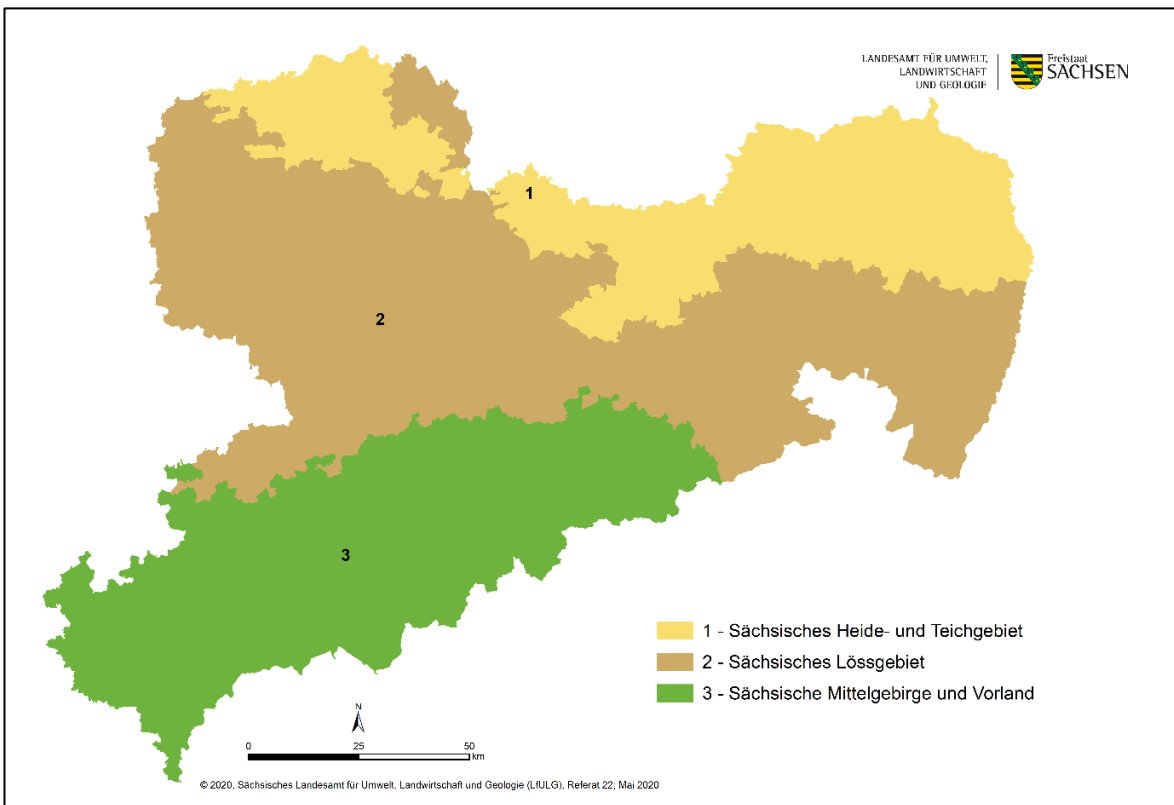 LANDESAMT FÜR UMWELT,
LANDWIRTSCHAFT
UND GEOLOGIE
Freistaat
SACHSEN
1
2
3
1 - Sächsisches Heide- und Teichgebiet
2 - Sächsisches Lössgebiet
3 - Sächsische Mittelgebirge und Vorland
N
0 25 50
km
© 2020, Sächsisches Landesamt für Umwelt, Landwirtschaft und Geologie (LfULG), Referat 22; Mai 2020